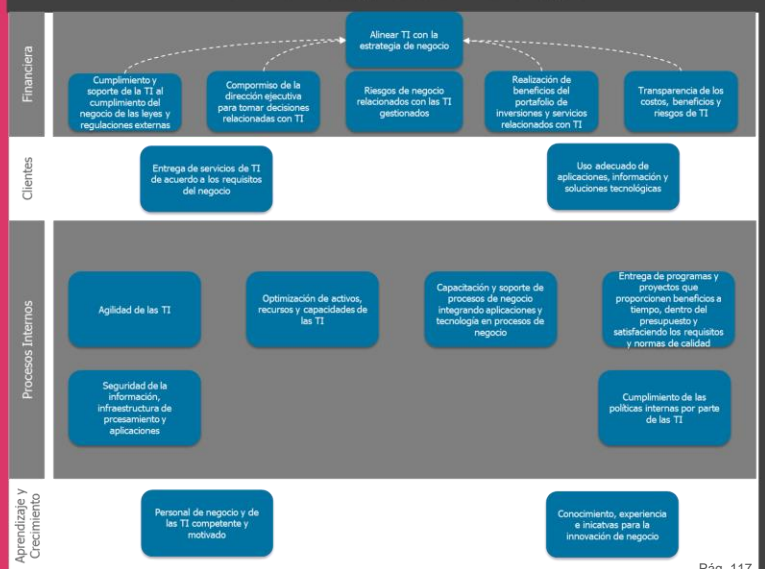 Financiera
Alinear TI con la
estrategia de negocio
Cumplimiento y
soporte de la TI al
cumplimiento del
negocio de las leyes y
regulaciones externas
Compormiso de la
dirección ejecutiva
para tomar decisiones
relacionadas con TI
Riesgos de negocio
relacionados con las TI
gestionados
Realización de
beneficios del
portafolio de
inversiones y servicios
relacionados con TI
Transparencia de los
costos, beneficios y
riesgos de TI
Clientes
Entrega de servicios de TI
de acuerdo a los requisitos
del negocio
Uso adecuado de
aplicaciones, información y
soluciones tecnológicas
Procesos Internos
Agilidad de las TI
Optimización de activos,
recursos y capacidades de
las TI
Capacitación y soporte de
procesos de negocio
integrando aplicaciones y
tecnología en procesos de
negocio
Entrega de programas y
proyectos que
proporcionen beneficios a
tiempo, dentro del
presupuesto y
satisfaciendo los requisitos
y normas de calidad
Seguridad de la
información,
infraestructura de
prcesamiento y
aplicaciones
Cumplimiento de las
políticas internas por parte
de las TI
Aprendizaje y
Crecimiento
Personal de negocio y de
las TI competente y
motivado
Conocimiento, experiencia
e inicatvas para la
innovación de negocio
Pág. 117